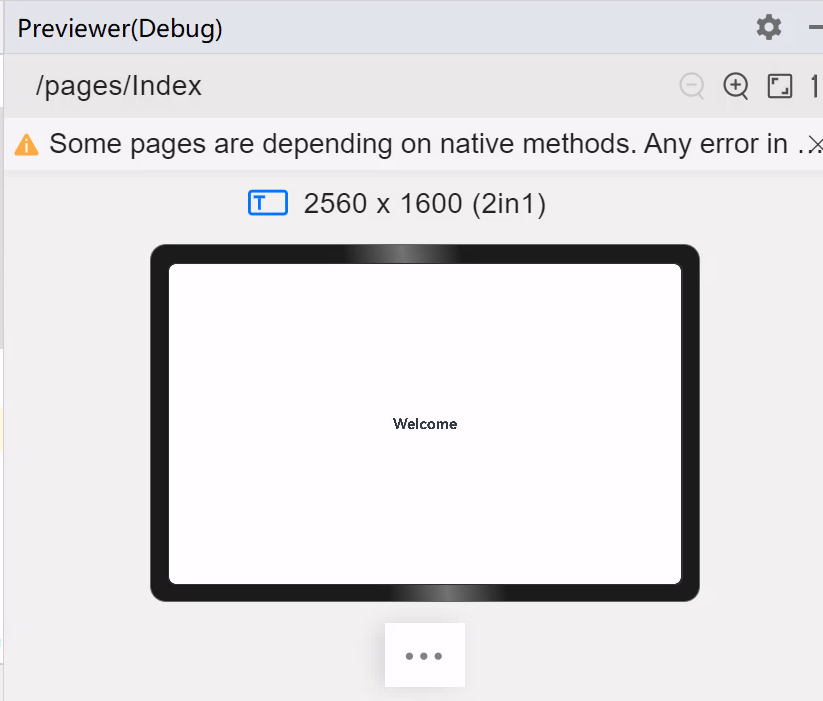 Previewer(Debug)
/pages/Index
1
Some pages are depending on native methods. Any error in ...
T 2560 x 1600 (2in1)
Welcome